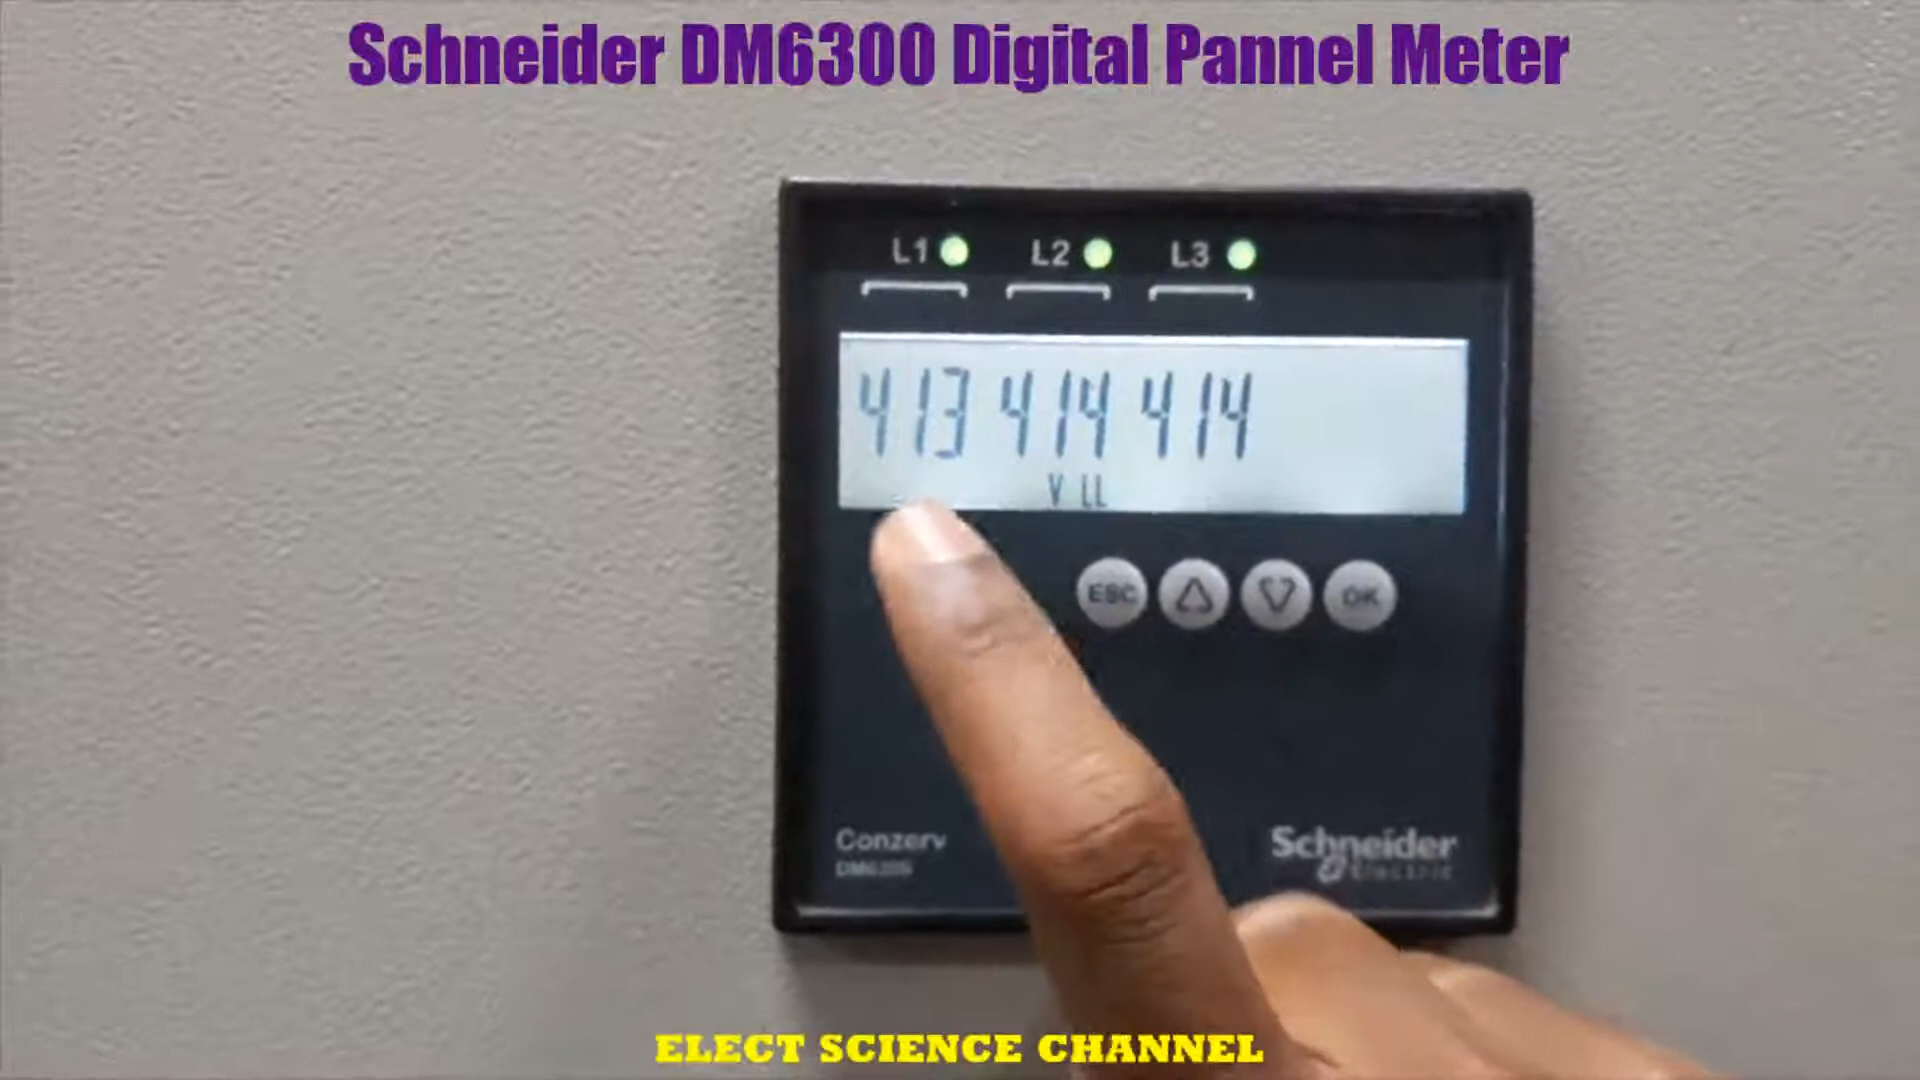 Schneider DM6300 Digital Pannel Meter
L1 L2 L3
413 414 414
V LL
ESC OK
Conzerv
Schneider
Electric
ELECT SCIENCE CHANNEL